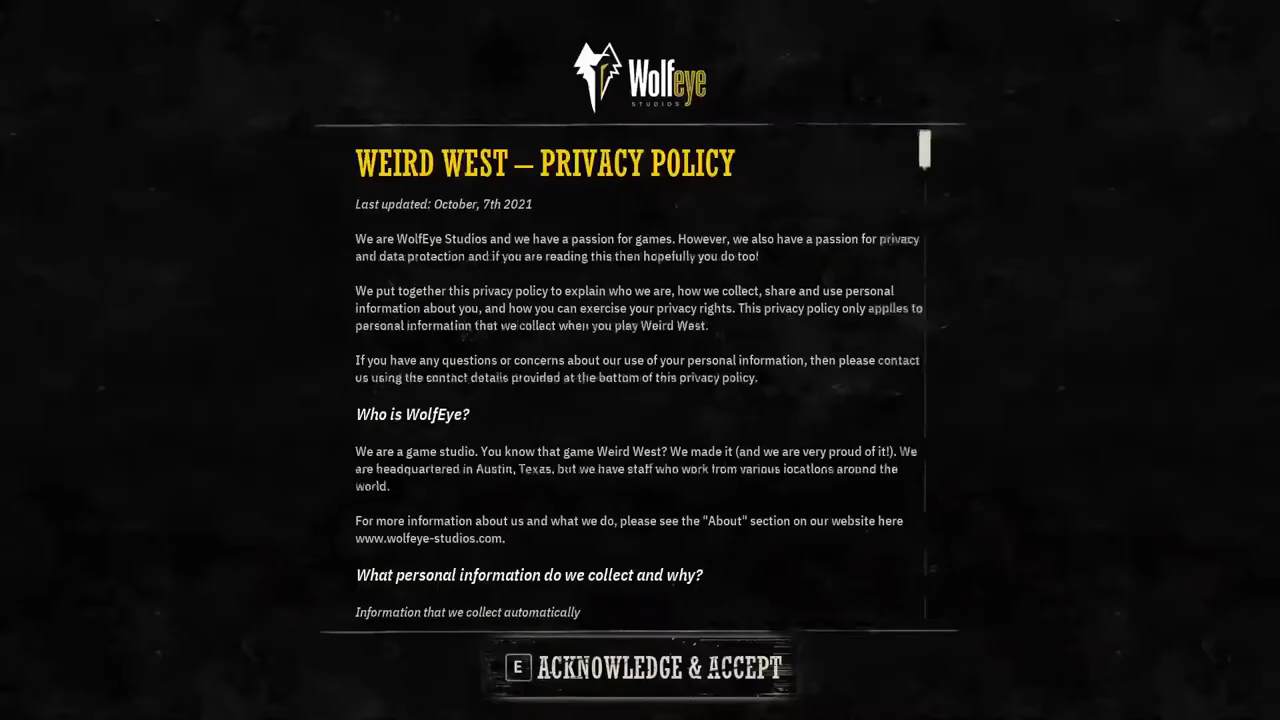 Wolfeye
STUDIOS
WEIRD WEST — PRIVACY POLICY
Last updated: October, 7th 2021
We are WolfEye Studios and we have a passion for games. However, we also have a passion for privacy
and data protection and if you are reading this then hopefully you do too!
We put together this privacy policy to explain who we are, how we collect, share and use personal
information about you, and how you can exercise your privacy rights. This privacy policy only applies to
personal information that we collect when you play Weird West.
If you have any questions or concerns about our use of your personal information, then please contact
us using the contact details provided at the bottom of this privacy policy.
Who is WolfEye?
We are a game studio. You know that game Weird West? We made it (and we are very proud of it!). We
are headquartered in Austin, Texas, but we have staff who work from various locations around the
world.
For more information about us and what we do, please see the "About" section on our website here
www.wolfeye-studios.com.
What personal information do we collect and why?
Information that we collect automatically
E ACKNOWLEDGE & ACCEPT